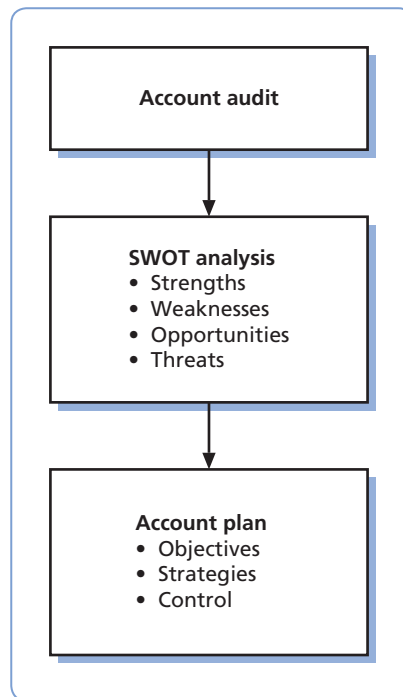 Account audit
SWOT analysis
• Strengths
• Weaknesses
• Opportunities
• Threats
Account plan
• Objectives
• Strategies
• Control